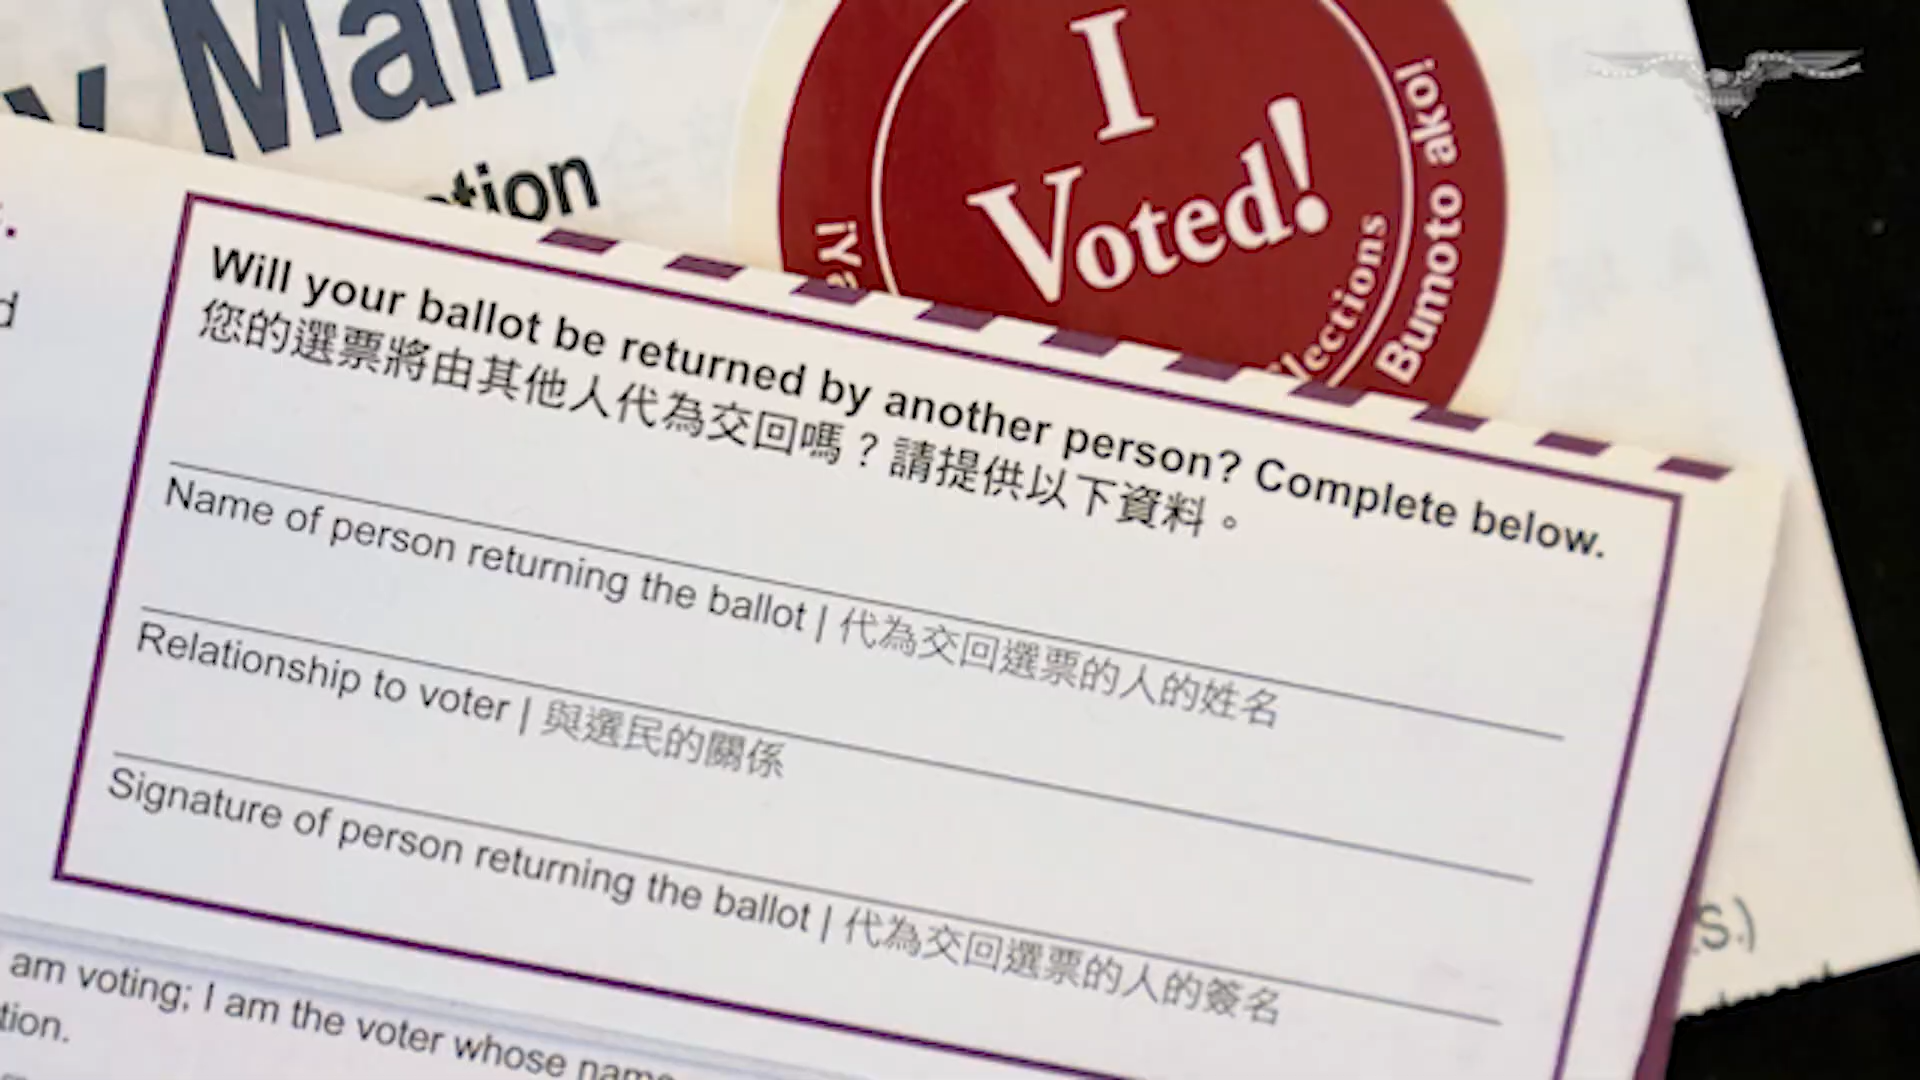 Mail
I
Voted!
Bumoto ako!
Will your ballot be returned by another person? Complete below.
您的選票將由其他人代為交回嗎？請提供以下資料。
Name of person returning the ballot | 代為交回選票的人的姓名
Relationship to voter | 與選民的關係
Signature of person returning the ballot | 代為交回選票的人的簽名
am voting; I am the voter whose name